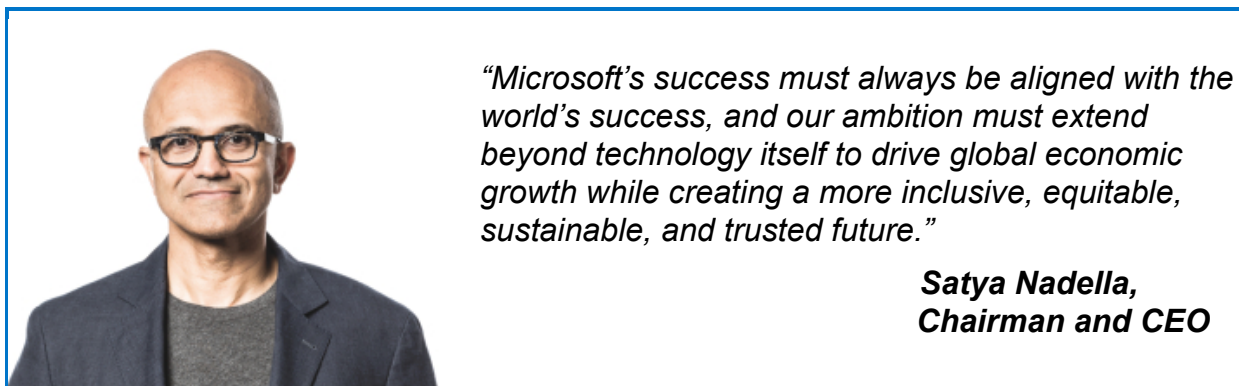 “Microsoft’s success must always be aligned with the
world’s success, and our ambition must extend
beyond technology itself to drive global economic
growth while creating a more inclusive, equitable,
sustainable, and trusted future.”
Satya Nadella,
Chairman and CEO